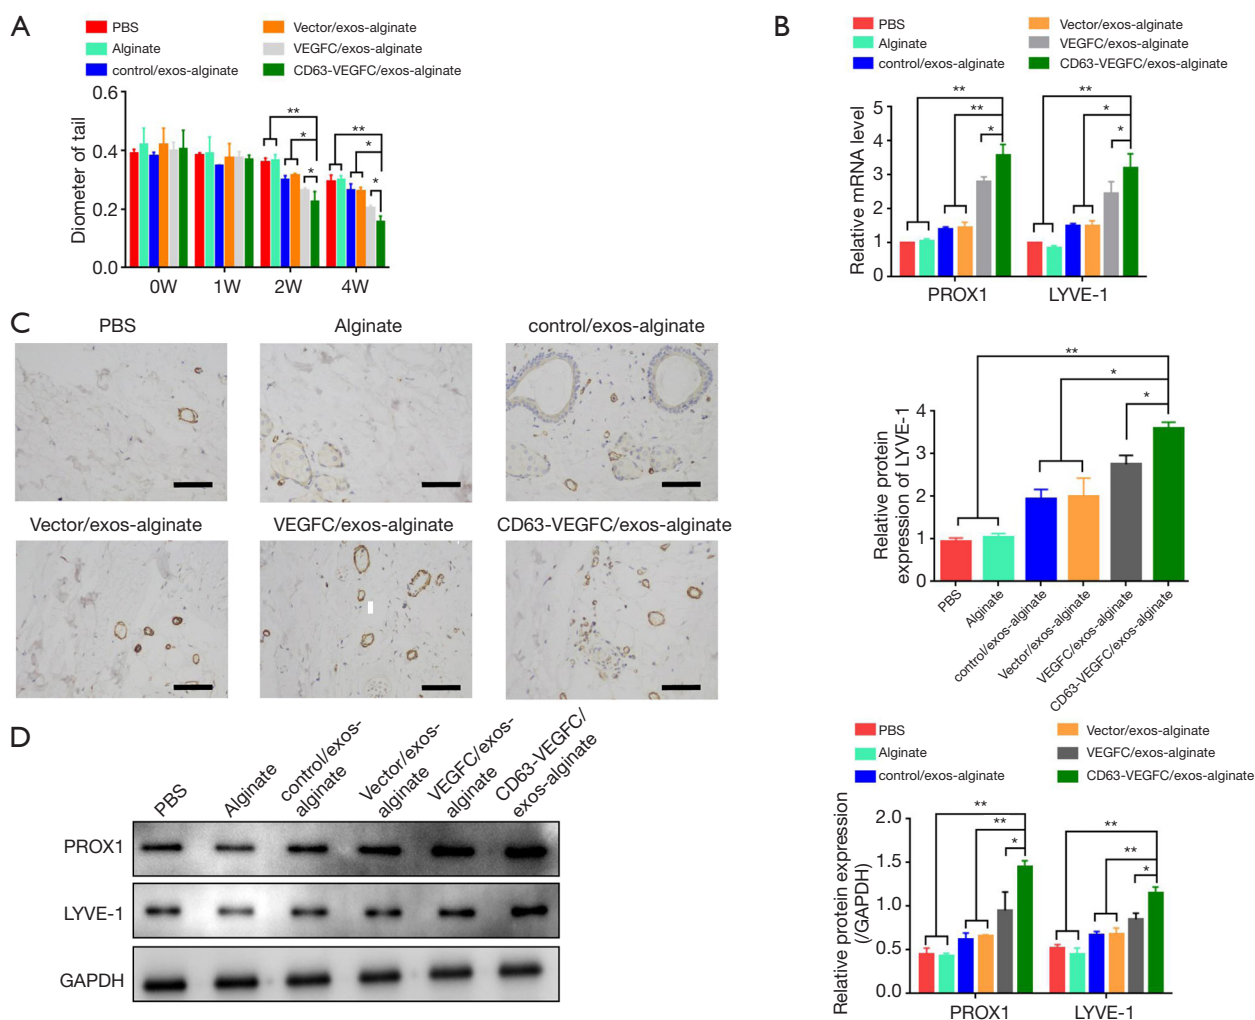 A
PBS
Alginate
control/exos-alginate
Vector/exos-alginate
VEGFC/exos-alginate
CD63-VEGFC/exos-alginate
Diometer of tail
0.6
0.4
0.2
0.0
** * *
** * *
0W 1W 2W 4W
B
PBS
Alginate
control/exos-alginate
Vector/exos-alginate
VEGFC/exos-alginate
CD63-VEGFC/exos-alginate
Relative mRNA level
5
4
3
2
1
0
** ** *
** * *
PROX1 LYVE-1
C
PBS Alginate control/exos-alginate
Vector/exos-alginate VEGFC/exos-alginate CD63-VEGFC/exos-alginate
Relative protein
expression of LYVE-1
4
3
2
1
0
**
*
*
PBS
Alginate
control/exos-alginate
Vector/exos-alginate
VEGFC/exos-alginate
CD63-VEGFC/exos-alginate
D
PBS
Alginate
control/exos-
alginate
Vector/exos-
alginate
VEGFC/exos-
alginate
CD63-VEGFC/
exos-alginate
PROX1
LYVE-1
GAPDH
PBS
Alginate
control/exos-alginate
Vector/exos-alginate
VEGFC/exos-alginate
CD63-VEGFC/exos-alginate
Relative protein expression
(/GAPDH)
2.0
1.5
1.0
0.5
0.0
** ** *
** ** *
PROX1 LYVE-1